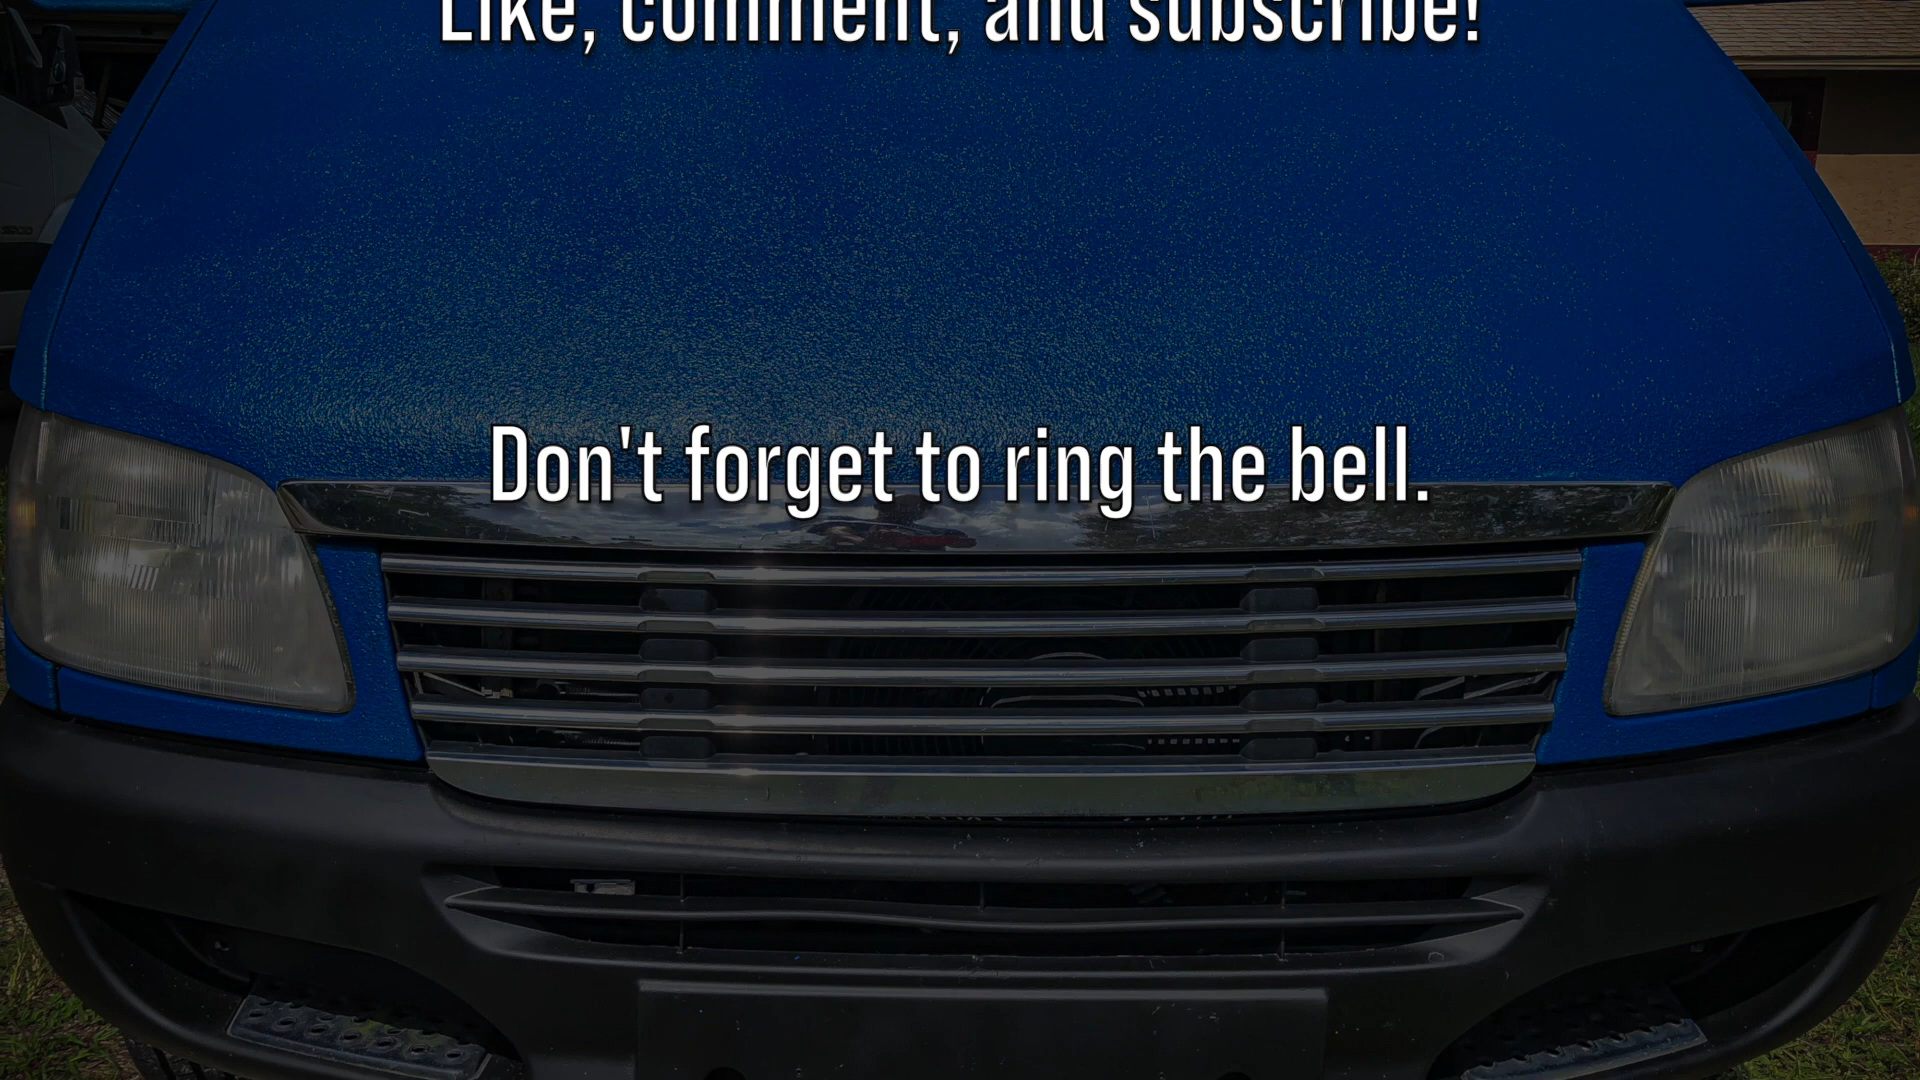 Like, comment, and subscribe!
Don't forget to ring the bell.